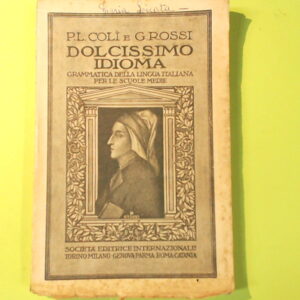 P.L. COLÌ E G. ROSSI
DOLCISSIMO
IDIOMA
GRAMMATICA DELLA LINGUA ITALIANA
PER LE SCUOLE MEDIE
SOCIETÀ EDITRICE INTERNAZIONALE
TORINO MILANO GENOVA PARMA ROMA CATANIA